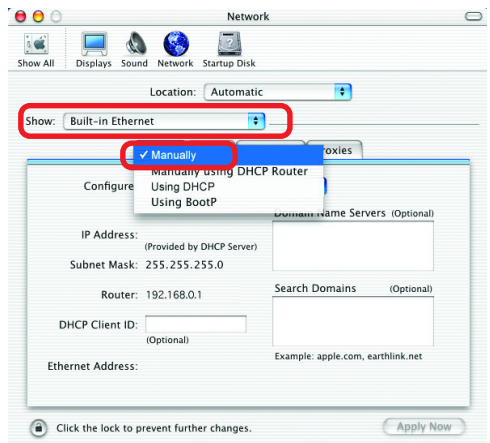 Network
Show All Displays Sound Network Startup Disk
Location: Automatic
Show: Built-in Ethernet
oxies
✓ Manually
Manually using DHCP Router
Using DHCP
Using BootP
Configure
Domain Name Servers (Optional)
IP Address:
(Provided by DHCP Server)
Subnet Mask: 255.255.255.0
Router: 192.168.0.1
Search Domains (Optional)
DHCP Client ID:
(Optional)
Example: apple.com, earthlink.net
Ethernet Address:
Click the lock to prevent further changes.
Apply Now